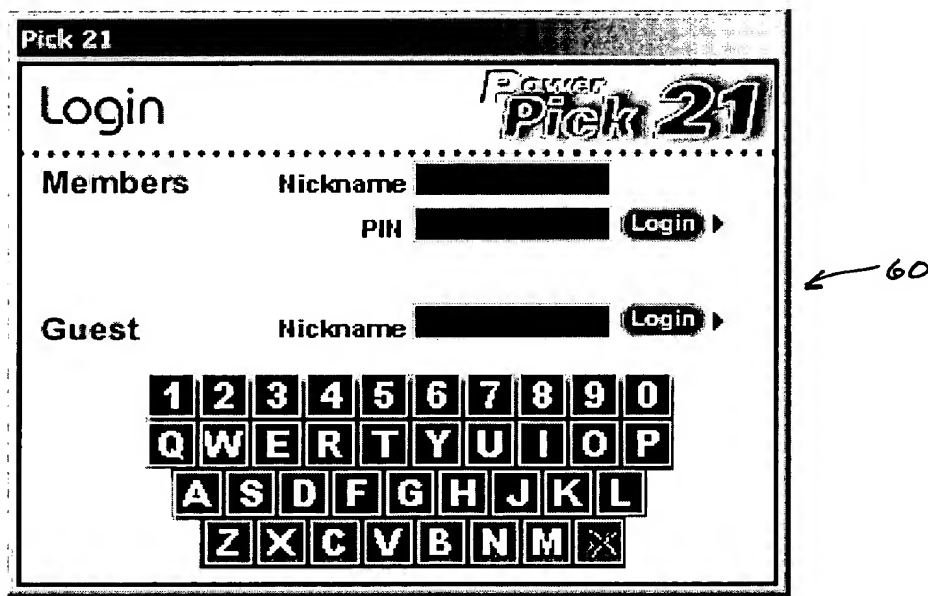 Pick 21
Login
Power
Pick 21
Members Nickname
PIN Login
60
Guest Nickname Login
1 2 3 4 5 6 7 8 9 0
Q W E R T Y U I O P
A S D F G H J K L
Z X C V B N M X